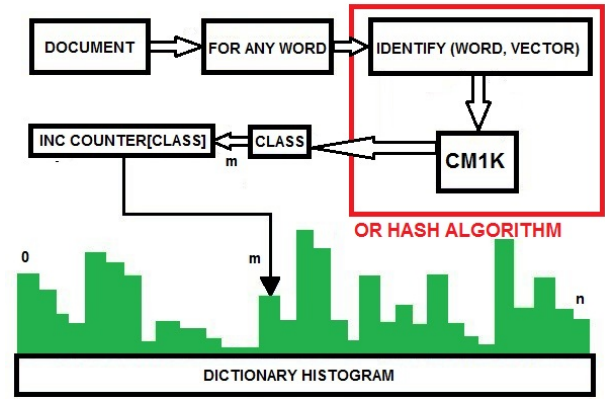 DOCUMENT
FOR ANY WORD
IDENTIFY (WORD, VECTOR)
INC COUNTER[CLASS]
m
CLASS
CM1K
OR HASH ALGORITHM
0
m
n
DICTIONARY HISTOGRAM